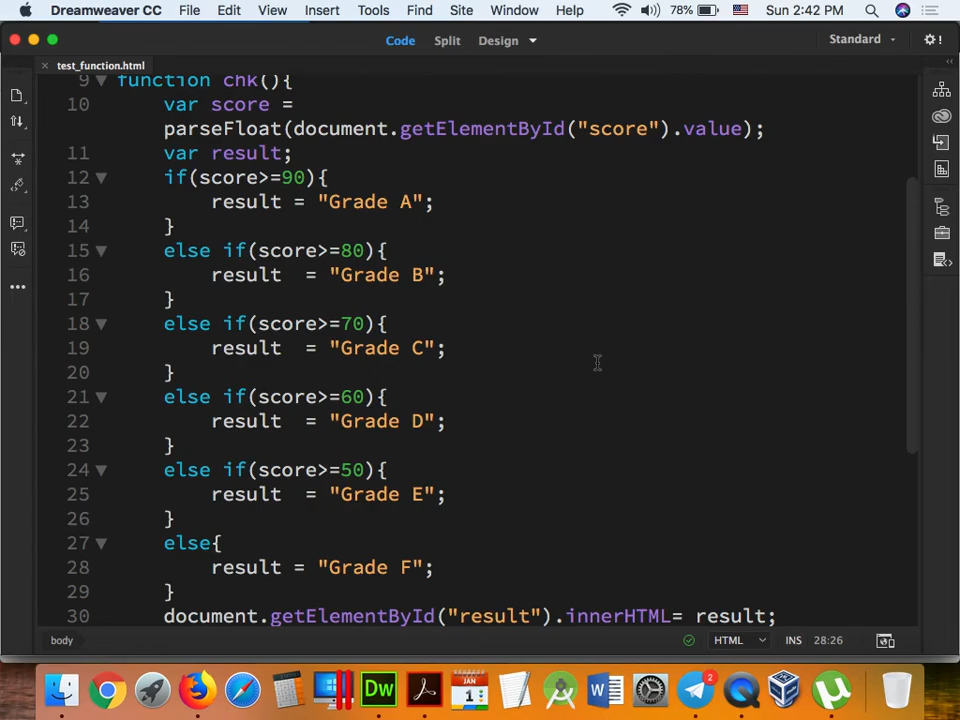 Dreamweaver CC File Edit View Insert Tools Find Site Window Help 78% Sun 2:42 PM
Code Split Design Standard
test_function.html
9 function chk(){
10 var score =
parseFloat(document.getElementById("score").value);
11 var result;
12 if(score>=90){
13 result = "Grade A";
14 }
15 else if(score>=80){
16 result  = "Grade B";
17 }
18 else if(score>=70){
19 result  = "Grade C";
20 }
21 else if(score>=60){
22 result  = "Grade D";
23 }
24 else if(score>=50){
25 result  = "Grade E";
26 }
27 else{
28 result = "Grade F";
29 }
30 document.getElementById("result").innerHTML= result;
body HTML INS 28:26
Dw JAN 1 W 2